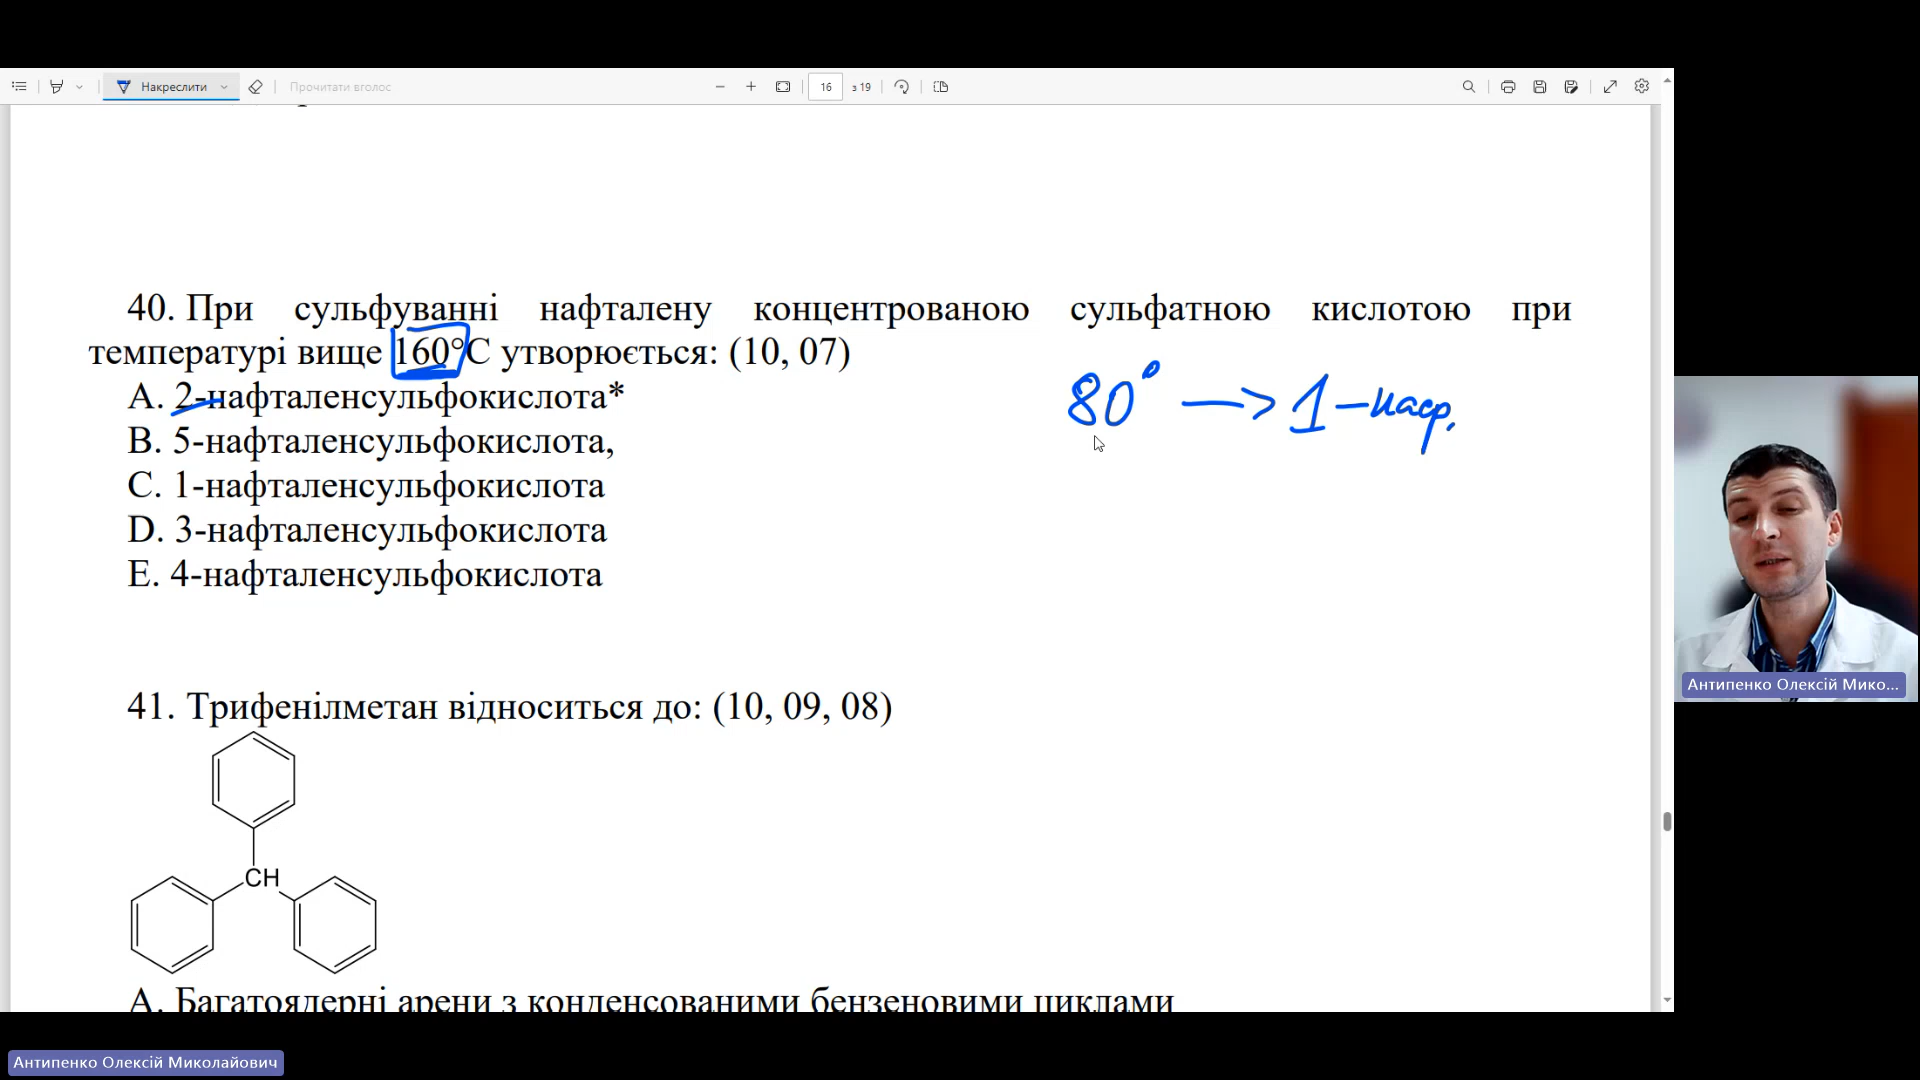 Накреслити
Прочитати вголос
16 з 19
40. При сульфуванні нафталену концентрованою сульфатною кислотою при
температурі вище 160°C утворюється: (10, 07)
80° → 1-наф.
A. 2-нафталенсульфокислота*
B. 5-нафталенсульфокислота,
C. 1-нафталенсульфокислота
D. 3-нафталенсульфокислота
E. 4-нафталенсульфокислота
41. Трифенілметан відноситься до: (10, 09, 08)
CH
A. Багатоядерні арени з конденсованими бензеновими циклами
Антипенко Олексій Мико...
Антипенко Олексій Миколайович